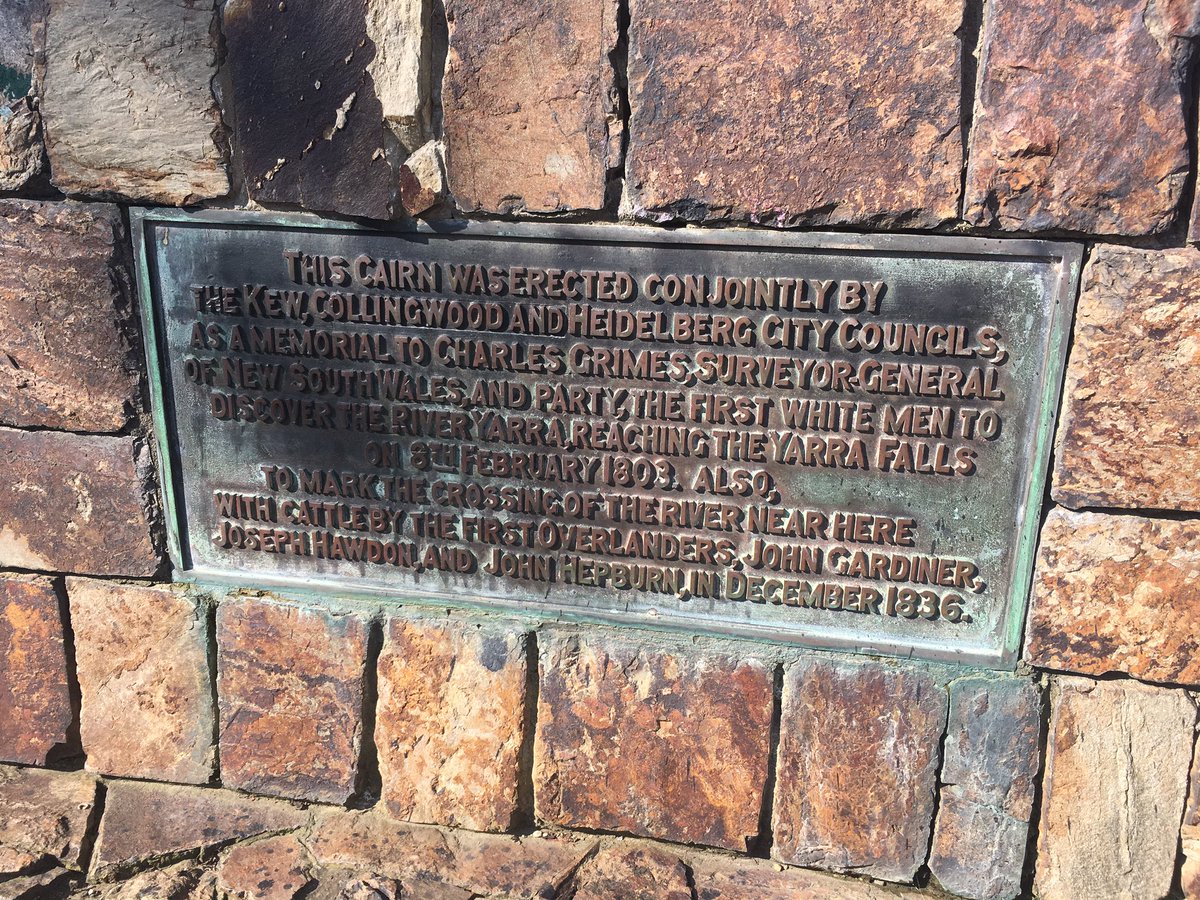 THIS CAIRN WAS ERECTED CONJOINTLY BY
THE KEW, COLLINGWOOD AND HEIDELBERG CITY COUNCILS,
AS A MEMORIAL TO CHARLES GRIMES, SURVEYOR-GENERAL
OF NEW SOUTH WALES, AND PARTY, THE FIRST WHITE MEN TO
DISCOVER THE RIVER YARRA, REACHING THE YARRA FALLS
ON 8TH FEBRUARY 1803. ALSO,
TO MARK THE CROSSING OF THE RIVER NEAR HERE
WITH CATTLE BY THE FIRST OVERLANDERS, JOHN GARDINER,
JOSEPH HAWDON, AND JOHN HEPBURN, IN DECEMBER 1836.